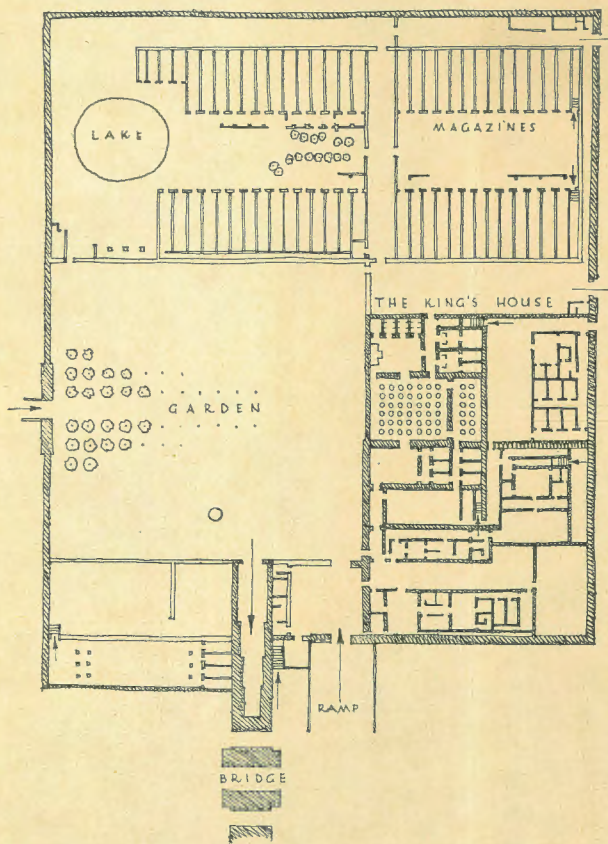 LAKE
MAGAZINES
THE KING'S HOUSE
GARDEN
RAMP
BRIDGE